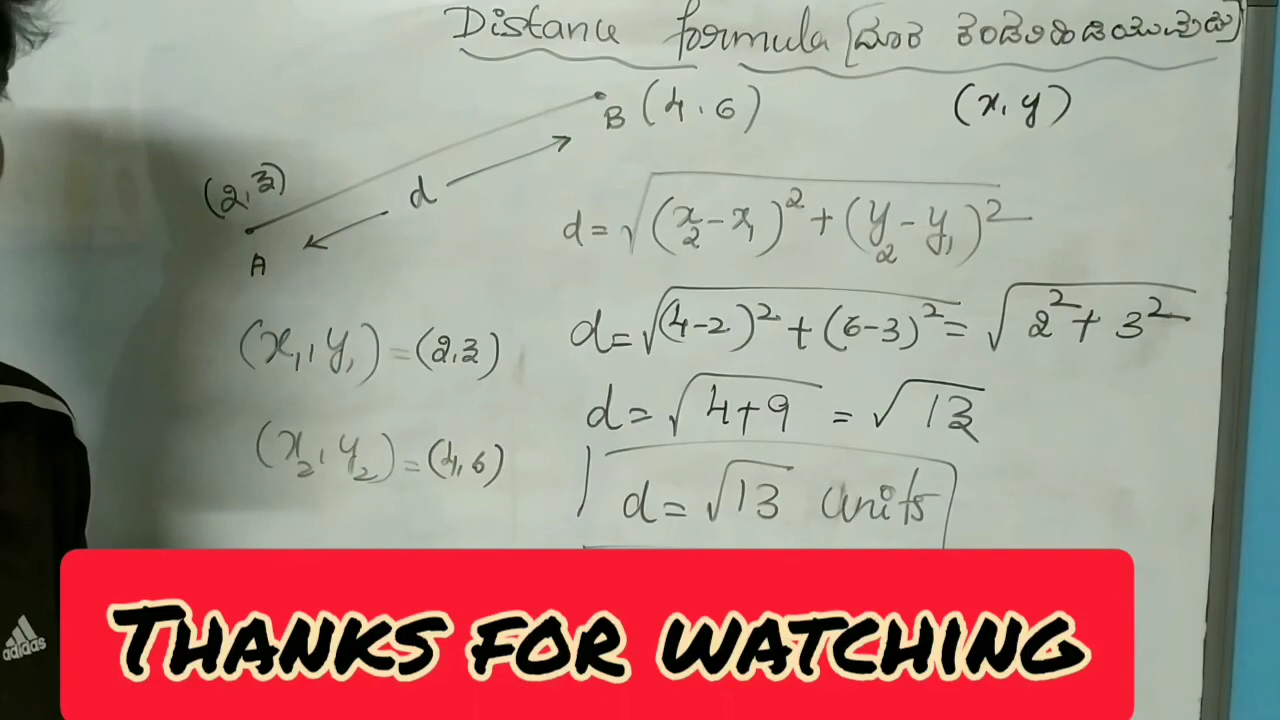 Distance formula [ದೂರ ಕಂಡುಹಿಡಿಯುವುದು]
B (4,6) (x,y)
(2,3)
d
A
d=√(x₂-x₁)²+(y₂-y₁)²
(x₁,y₁)=(2,3)
d=√(4-2)²+(6-3)²=√2²+3²
d=√4+9 =√13
(x₂,y₂)=(4,6)
d=√13 units
adidas
THANKS FOR WATCHING